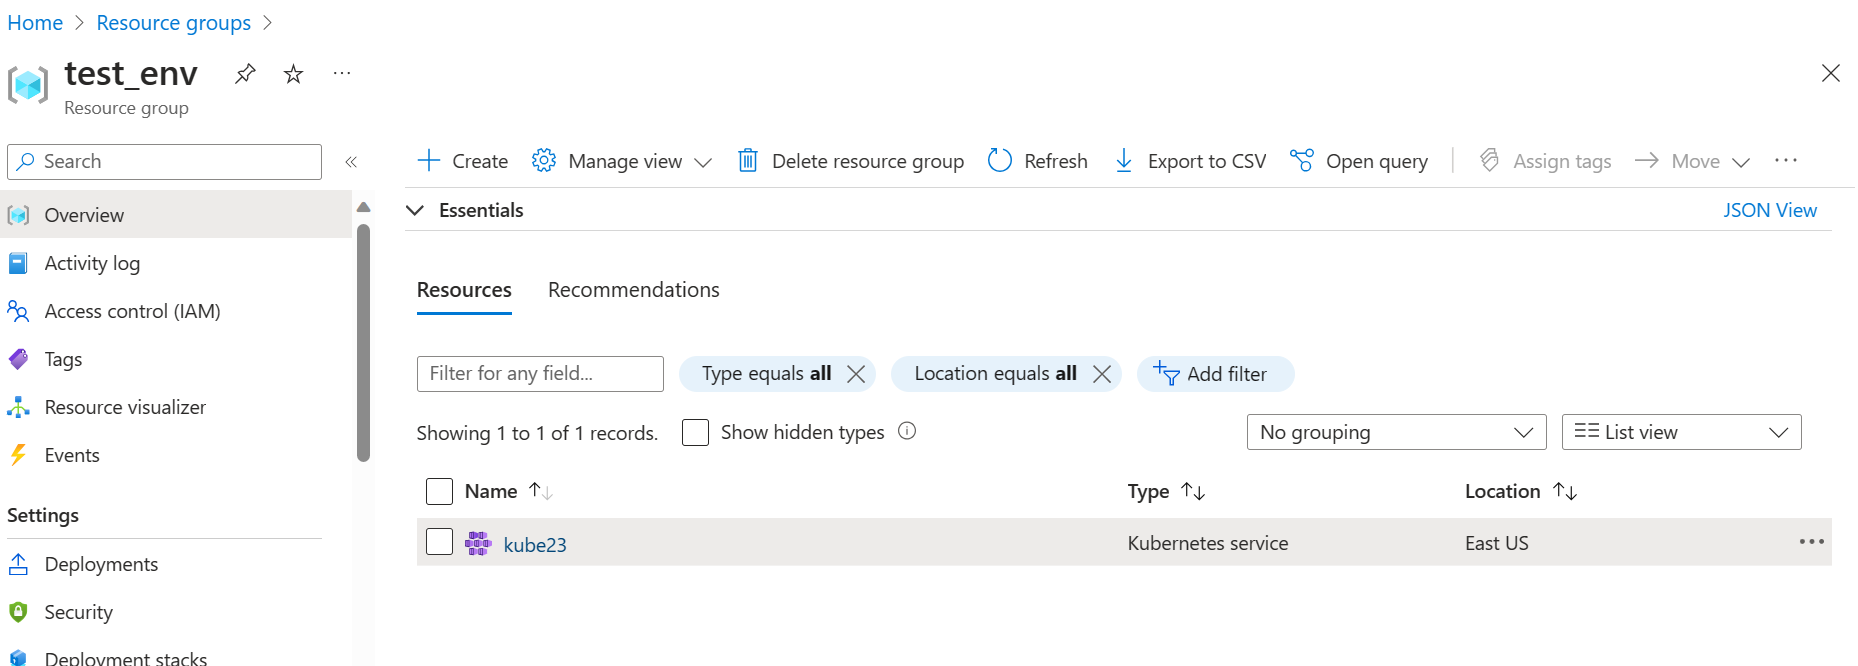 Home > Resource groups >
test_env
Resource group
Search
Overview
Activity log
Access control (IAM)
Tags
Resource visualizer
Events
Settings
Deployments
Security
Deployment stacks
Create Manage view Delete resource group Refresh Export to CSV Open query Assign tags Move
Essentials JSON View
Resources Recommendations
Filter for any field... Type equals all Location equals all Add filter
Showing 1 to 1 of 1 records. Show hidden types No grouping List view
Name Type Location
kube23 Kubernetes service East US